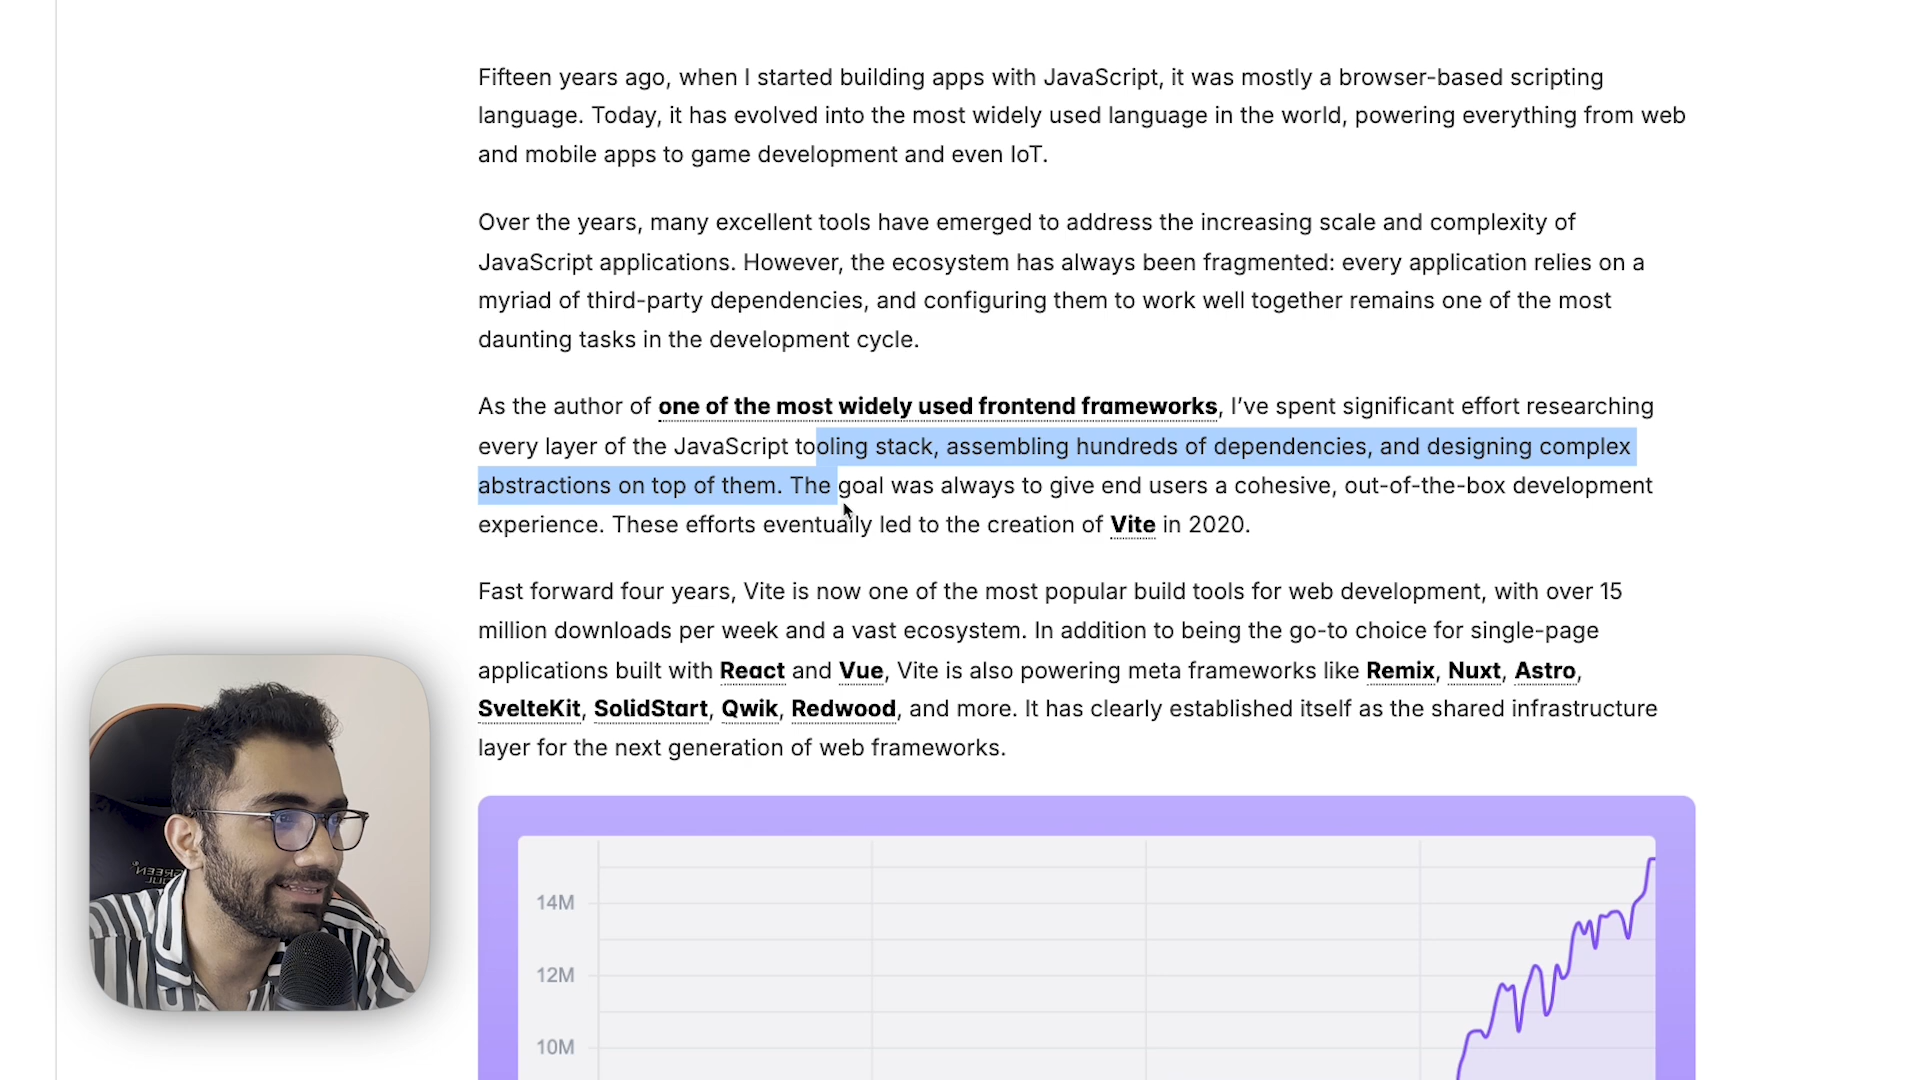 Fifteen years ago, when I started building apps with JavaScript, it was mostly a browser-based scripting
language. Today, it has evolved into the most widely used language in the world, powering everything from web
and mobile apps to game development and even IoT.
Over the years, many excellent tools have emerged to address the increasing scale and complexity of
JavaScript applications. However, the ecosystem has always been fragmented: every application relies on a
myriad of third-party dependencies, and configuring them to work well together remains one of the most
daunting tasks in the development cycle.
As the author of one of the most widely used frontend frameworks, I’ve spent significant effort researching
every layer of the JavaScript tooling stack, assembling hundreds of dependencies, and designing complex
abstractions on top of them. The goal was always to give end users a cohesive, out-of-the-box development
experience. These efforts eventually led to the creation of Vite in 2020.
Fast forward four years, Vite is now one of the most popular build tools for web development, with over 15
million downloads per week and a vast ecosystem. In addition to being the go-to choice for single-page
applications built with React and Vue, Vite is also powering meta frameworks like Remix, Nuxt, Astro,
SvelteKit, SolidStart, Qwik, Redwood, and more. It has clearly established itself as the shared infrastructure
layer for the next generation of web frameworks.
14M
12M
10M